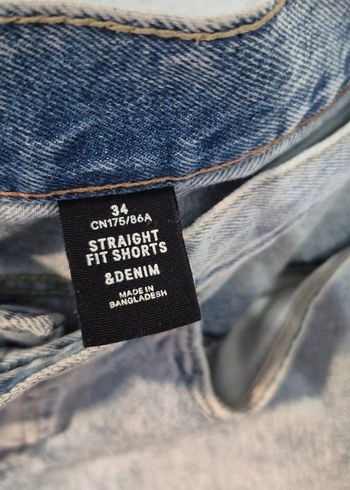 34
CN175/86A
STRAIGHT
FIT SHORTS
&DENIM
MADE IN
BANGLADESH